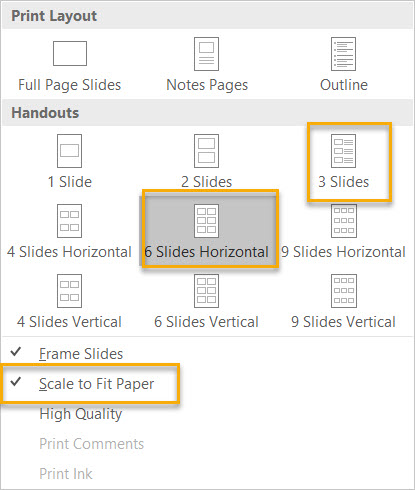 Print Layout
Full Page Slides Notes Pages Outline
Handouts
1 Slide 2 Slides 3 Slides
4 Slides Horizontal 6 Slides Horizontal 9 Slides Horizontal
4 Slides Vertical 6 Slides Vertical 9 Slides Vertical
Frame Slides
Scale to Fit Paper
High Quality
Print Comments
Print Ink